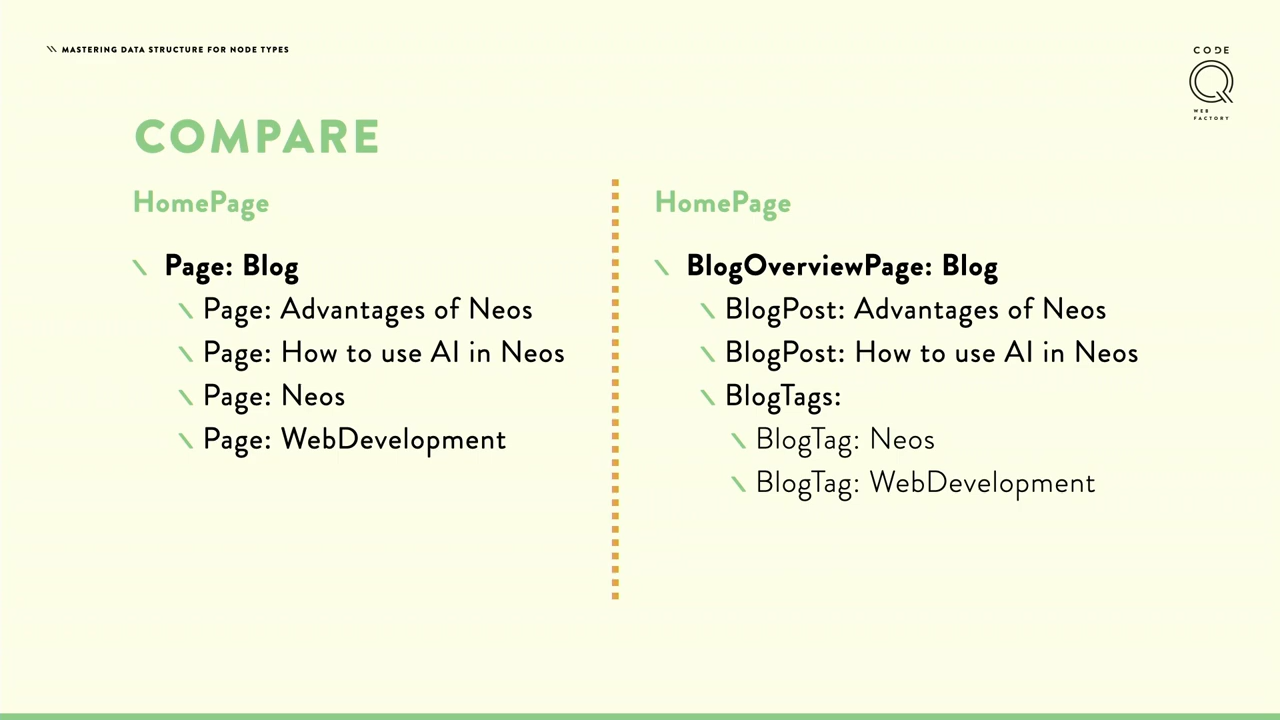 \\ MASTERING DATA STRUCTURE FOR NODE TYPES
CODE
Q
WEB
FACTORY
COMPARE
HomePage
\ Page: Blog
\ Page: Advantages of Neos
\ Page: How to use AI in Neos
\ Page: Neos
\ Page: WebDevelopment
HomePage
\ BlogOverviewPage: Blog
\ BlogPost: Advantages of Neos
\ BlogPost: How to use AI in Neos
\ BlogTags:
\ BlogTag: Neos
\ BlogTag: WebDevelopment